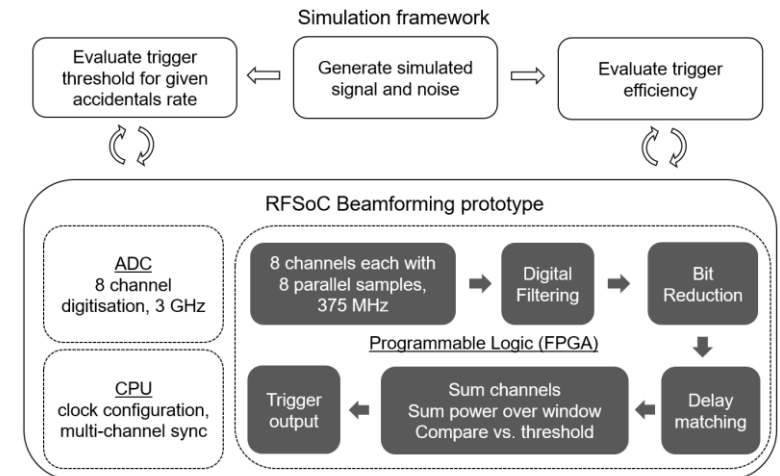 Simulation framework
Evaluate trigger
threshold for given
accidentals rate
Generate simulated
signal and noise
Evaluate trigger
efficiency
RFSoC Beamforming prototype
ADC
8 channel
digitisation, 3 GHz
CPU
clock configuration,
multi-channel sync
8 channels each with
8 parallel samples,
375 MHz
Digital
Filtering
Bit
Reduction
Programmable Logic (FPGA)
Trigger
output
Sum channels
Sum power over window
Compare vs. threshold
Delay
matching